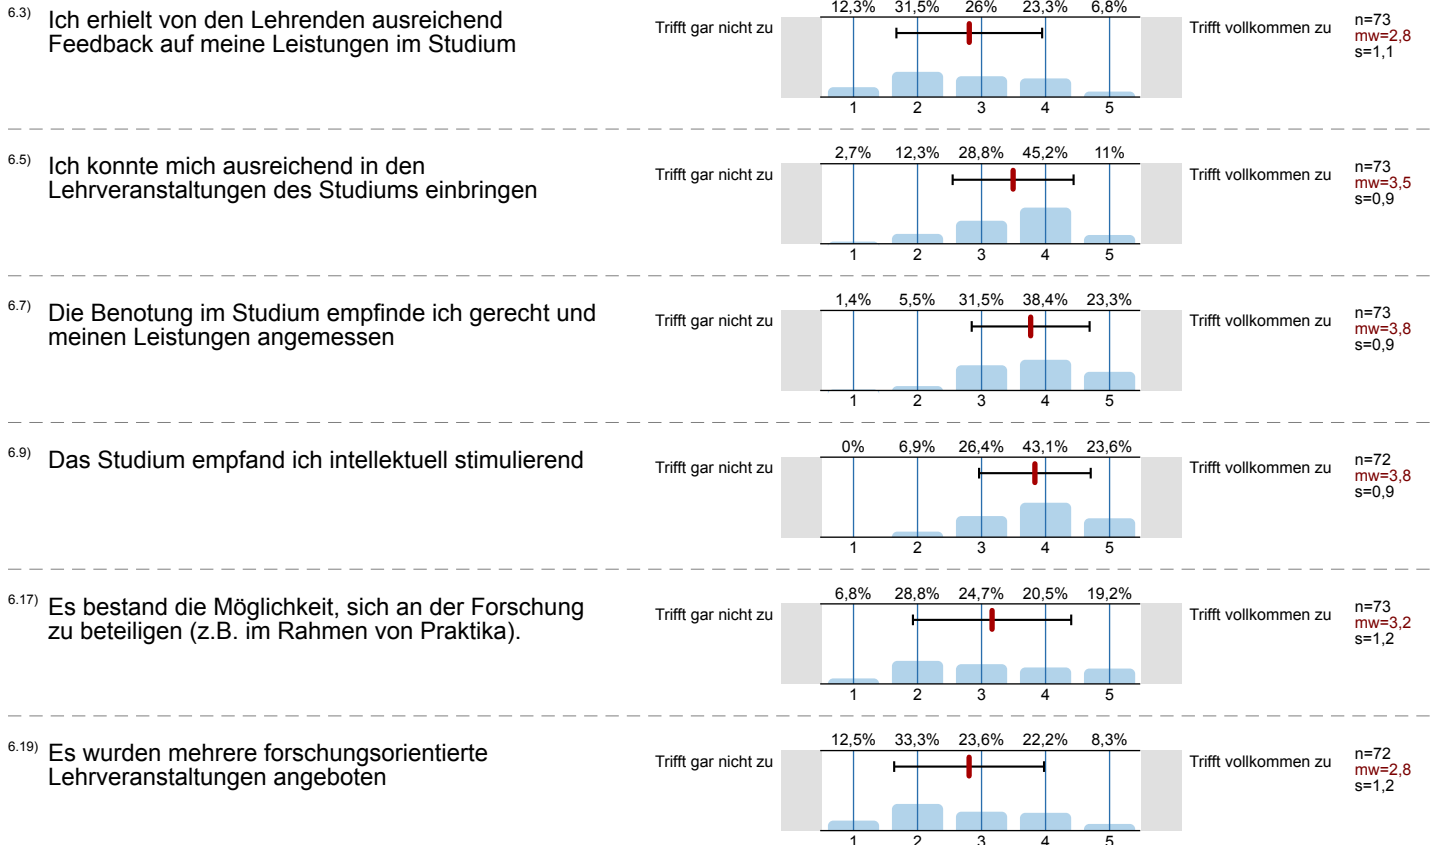 6.3) Ich erhielt von den Lehrenden ausreichend
Feedback auf meine Leistungen im Studium
Trifft gar nicht zu
12,3% 31,5% 26% 23,3% 6,8%
1 2 3 4 5
Trifft vollkommen zu
n=73
mw=2,8
s=1,1
6.5) Ich konnte mich ausreichend in den
Lehrveranstaltungen des Studiums einbringen
Trifft gar nicht zu
2,7% 12,3% 28,8% 45,2% 11%
1 2 3 4 5
Trifft vollkommen zu
n=73
mw=3,5
s=0,9
6.7) Die Benotung im Studium empfinde ich gerecht und
meinen Leistungen angemessen
Trifft gar nicht zu
1,4% 5,5% 31,5% 38,4% 23,3%
1 2 3 4 5
Trifft vollkommen zu
n=73
mw=3,8
s=0,9
6.9) Das Studium empfand ich intellektuell stimulierend
Trifft gar nicht zu
0% 6,9% 26,4% 43,1% 23,6%
1 2 3 4 5
Trifft vollkommen zu
n=72
mw=3,8
s=0,9
6.17) Es bestand die Möglichkeit, sich an der Forschung
zu beteiligen (z.B. im Rahmen von Praktika).
Trifft gar nicht zu
6,8% 28,8% 24,7% 20,5% 19,2%
1 2 3 4 5
Trifft vollkommen zu
n=73
mw=3,2
s=1,2
6.19) Es wurden mehrere forschungsorientierte
Lehrveranstaltungen angeboten
Trifft gar nicht zu
12,5% 33,3% 23,6% 22,2% 8,3%
1 2 3 4 5
Trifft vollkommen zu
n=72
mw=2,8
s=1,2